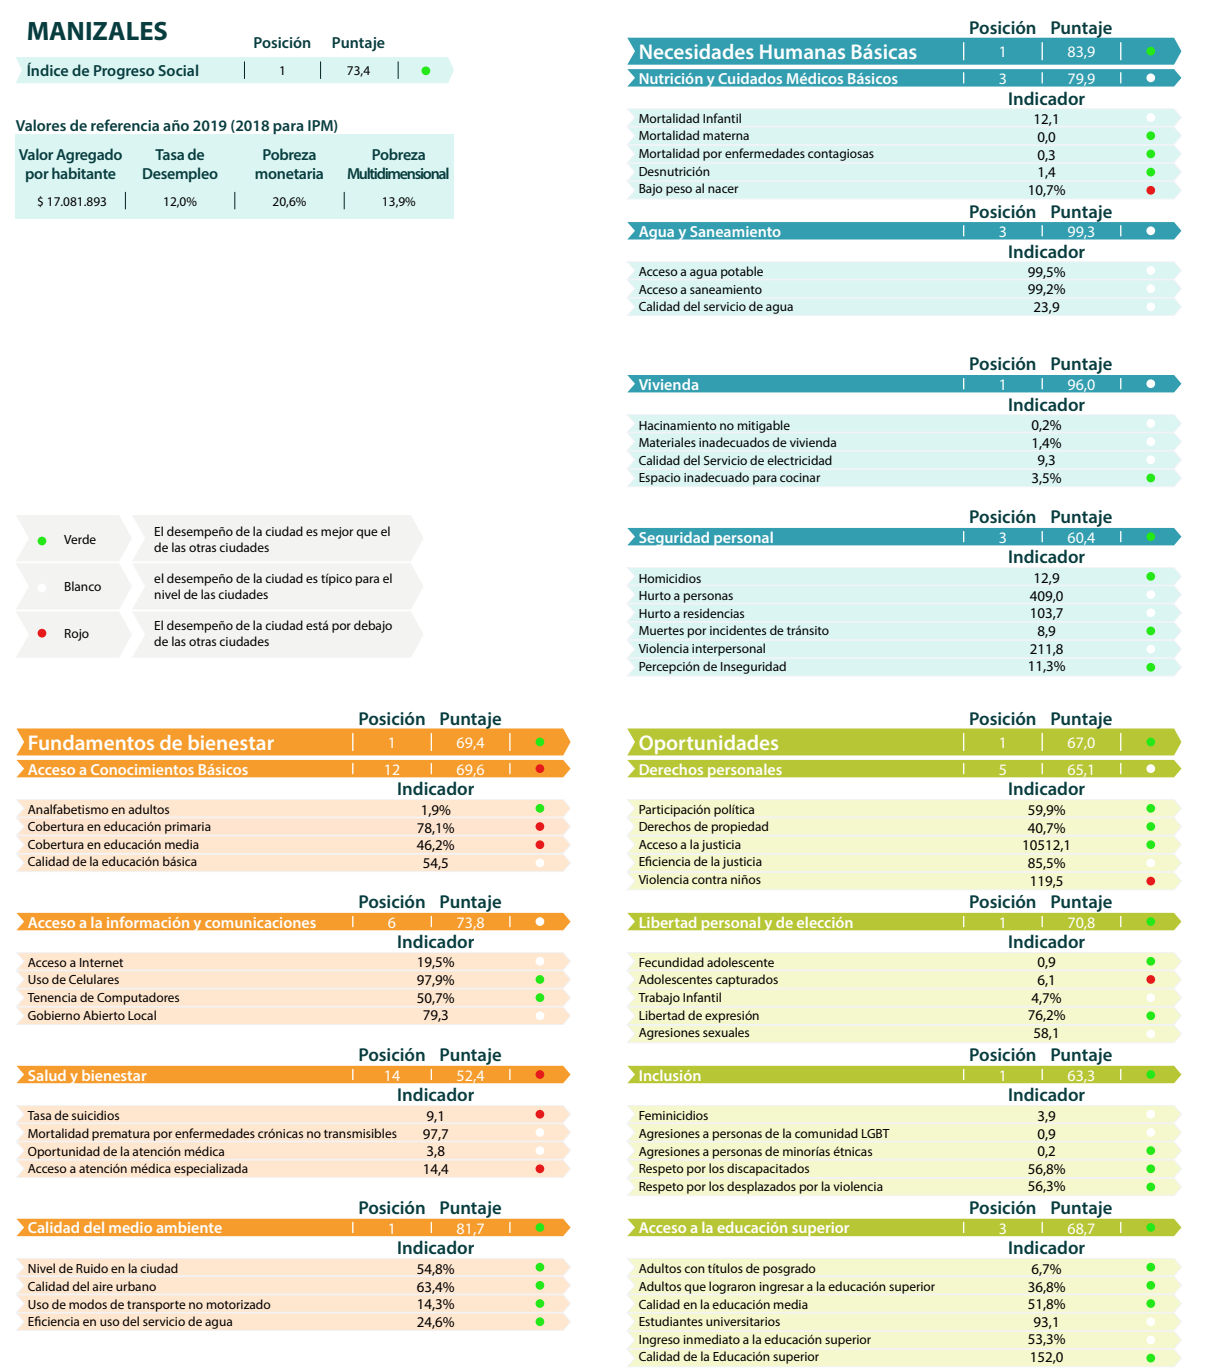 MANIZALES
Posición Puntaje
Índice de Progreso Social 1 73,4
Valores de referencia año 2019 (2018 para IPM)
Valor Agregado por habitante Tasa de Desempleo Pobreza monetaria Pobreza Multidimensional
$ 17.081.893 12,0% 20,6% 13,9%
Verde El desempeño de la ciudad es mejor que el
de las otras ciudades
Blanco el desempeño de la ciudad es típico para el
nivel de las ciudades
Rojo El desempeño de la ciudad está por debajo
de las otras ciudades
Posición Puntaje
Necesidades Humanas Básicas 1 83,9
Nutrición y Cuidados Médicos Básicos 3 79,9
Indicador
Mortalidad Infantil 12,1
Mortalidad materna 0,0
Mortalidad por enfermedades contagiosas 0,3
Desnutrición 1,4
Bajo peso al nacer 10,7%
Posición Puntaje
Agua y Saneamiento 3 99,3
Indicador
Acceso a agua potable 99,5%
Acceso a saneamiento 99,2%
Calidad del servicio de agua 23,9
Posición Puntaje
Vivienda 1 96,0
Indicador
Hacinamiento no mitigable 0,2%
Materiales inadecuados de vivienda 1,4%
Calidad del Servicio de electricidad 9,3
Espacio inadecuado para cocinar 3,5%
Posición Puntaje
Seguridad personal 3 60,4
Indicador
Homicidios 12,9
Hurto a personas 409,0
Hurto a residencias 103,7
Muertes por incidentes de tránsito 8,9
Violencia interpersonal 211,8
Percepción de Inseguridad 11,3%
Posición Puntaje
Fundamentos de bienestar 1 69,4
Acceso a Conocimientos Básicos 12 69,6
Indicador
Analfabetismo en adultos 1,9%
Cobertura en educación primaria 78,1%
Cobertura en educación media 46,2%
Calidad de la educación básica 54,5
Posición Puntaje
Acceso a la información y comunicaciones 6 73,8
Indicador
Acceso a Internet 19,5%
Uso de Celulares 97,9%
Tenencia de Computadores 50,7%
Gobierno Abierto Local 79,3
Posición Puntaje
Salud y bienestar 14 52,4
Indicador
Tasa de suicidios 9,1
Mortalidad prematura por enfermedades crónicas no transmisibles 97,7
Oportunidad de la atención médica 3,8
Acceso a atención médica especializada 14,4
Posición Puntaje
Calidad del medio ambiente 1 81,7
Indicador
Nivel de Ruido en la ciudad 54,8%
Calidad del aire urbano 63,4%
Uso de modos de transporte no motorizado 14,3%
Eficiencia en uso del servicio de agua 24,6%
Posición Puntaje
Oportunidades 1 67,0
Derechos personales 5 65,1
Indicador
Participación política 59,9%
Derechos de propiedad 40,7%
Acceso a la justicia 10512,1
Eficiencia de la justicia 85,5%
Violencia contra niños 119,5
Posición Puntaje
Libertad personal y de elección 1 70,8
Indicador
Fecundidad adolescente 0,9
Adolescentes capturados 6,1
Trabajo Infantil 4,7%
Libertad de expresión 76,2%
Agresiones sexuales 58,1
Posición Puntaje
Inclusión 1 63,3
Indicador
Feminicidios 3,9
Agresiones a personas de la comunidad LGBT 0,9
Agresiones a personas de minorías étnicas 0,2
Respeto por los discapacitados 56,8%
Respeto por los desplazados por la violencia 56,3%
Posición Puntaje
Acceso a la educación superior 3 68,7
Indicador
Adultos con títulos de posgrado 6,7%
Adultos que lograron ingresar a la educación superior 36,8%
Calidad en la educación media 51,8%
Estudiantes universitarios 93,1
Ingreso inmediato a la educación superior 53,3%
Calidad de la Educación superior 152,0